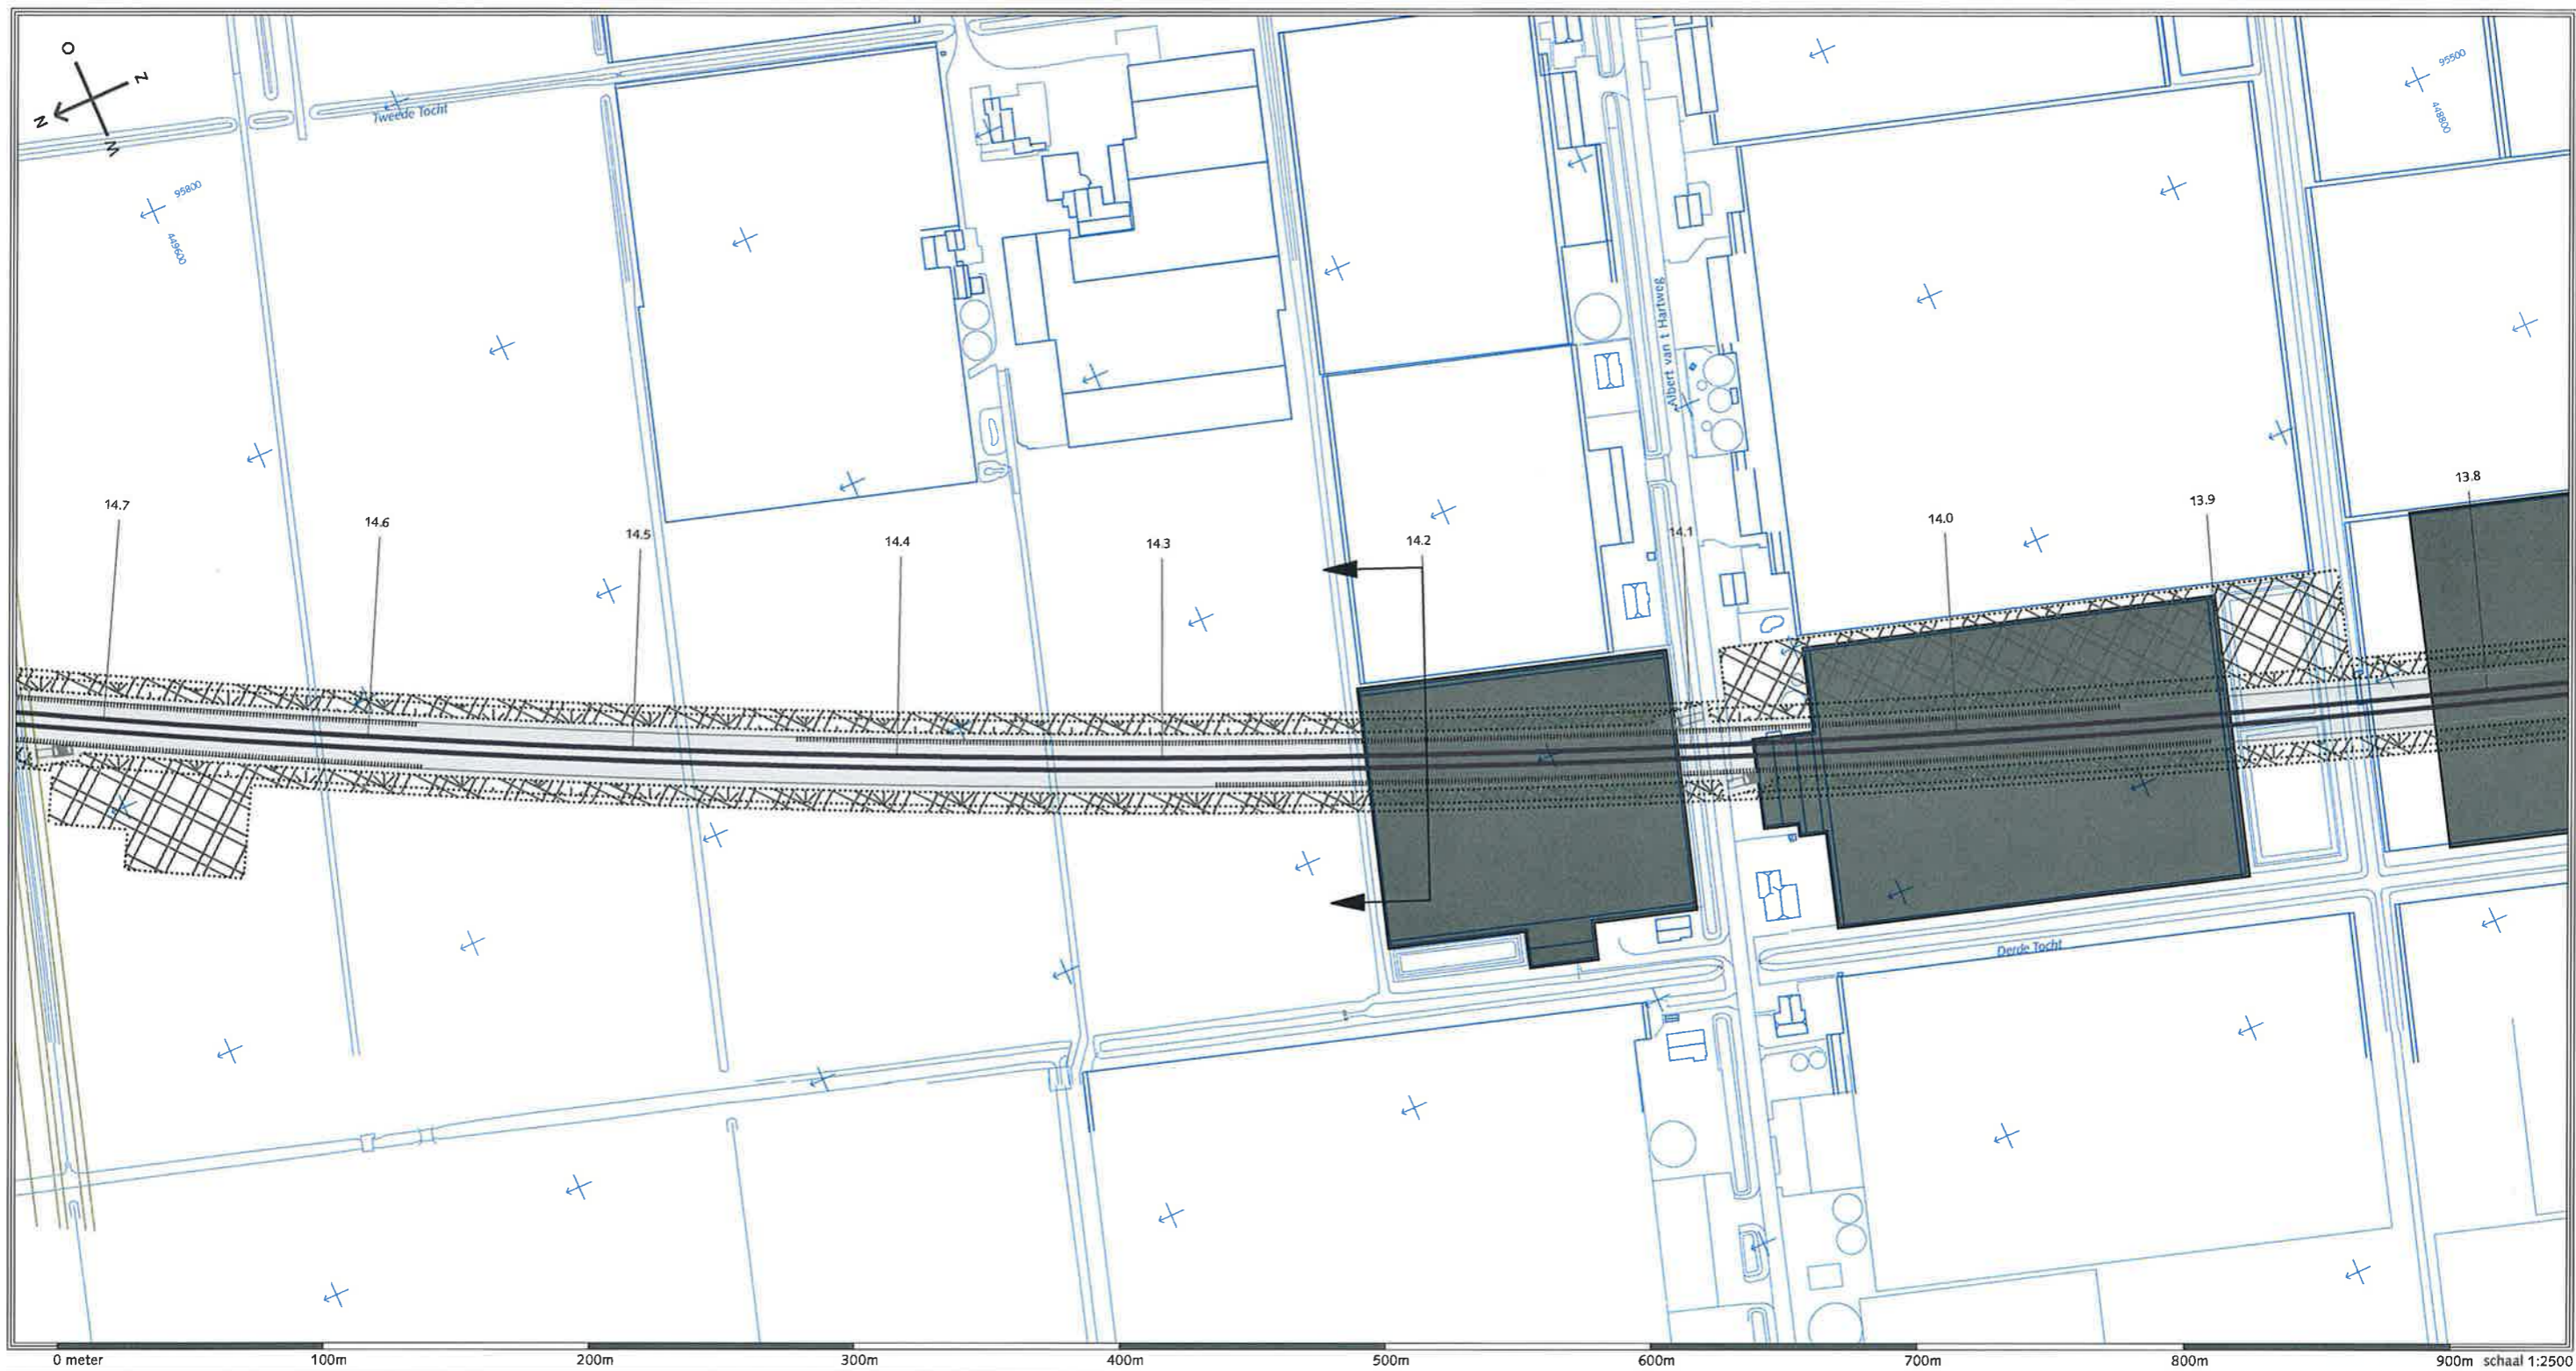 O
Z
N
W
Tweede Tocht
95800
449600
95500
448800
Albert van t Hartweg
14.7
14.6
14.5
14.4
14.3
14.2
14.1
14.0
13.9
13.8
Derde Tocht
0 meter
100m
200m
300m
400m
500m
600m
700m
800m
900m schaal 1:2500